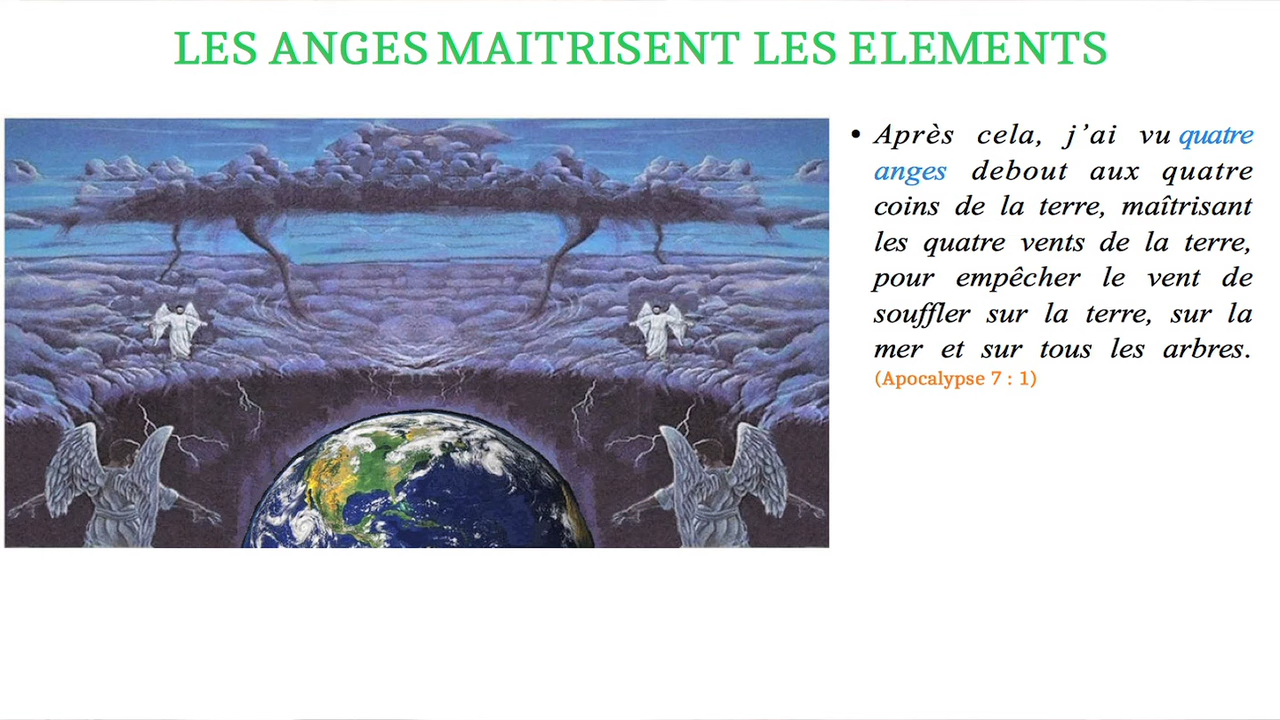 LES ANGES MAITRISENT LES ELEMENTS
• Après cela, j’ai vu quatre
anges debout aux quatre
coins de la terre, maîtrisant
les quatre vents de la terre,
pour empêcher le vent de
souffler sur la terre, sur la
mer et sur tous les arbres.
(Apocalypse 7 : 1)